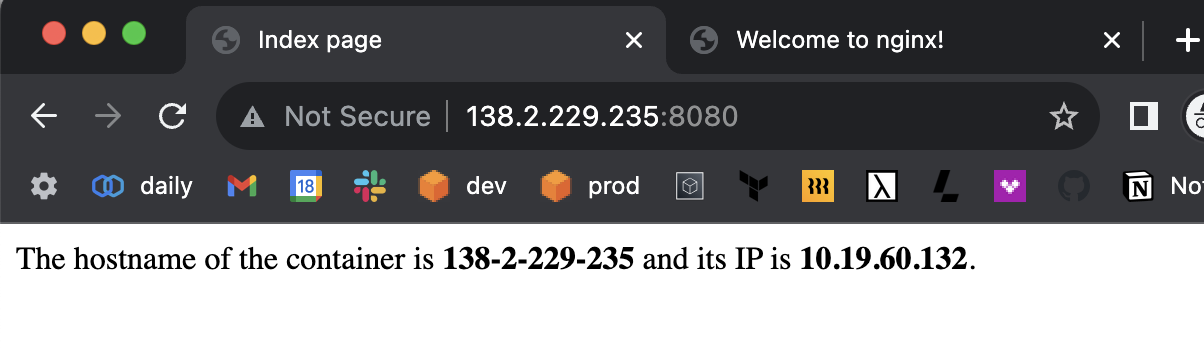 Index page Welcome to nginx!
Not Secure 138.2.229.235:8080
daily 18 dev prod λ N No
The hostname of the container is 138-2-229-235 and its IP is 10.19.60.132.